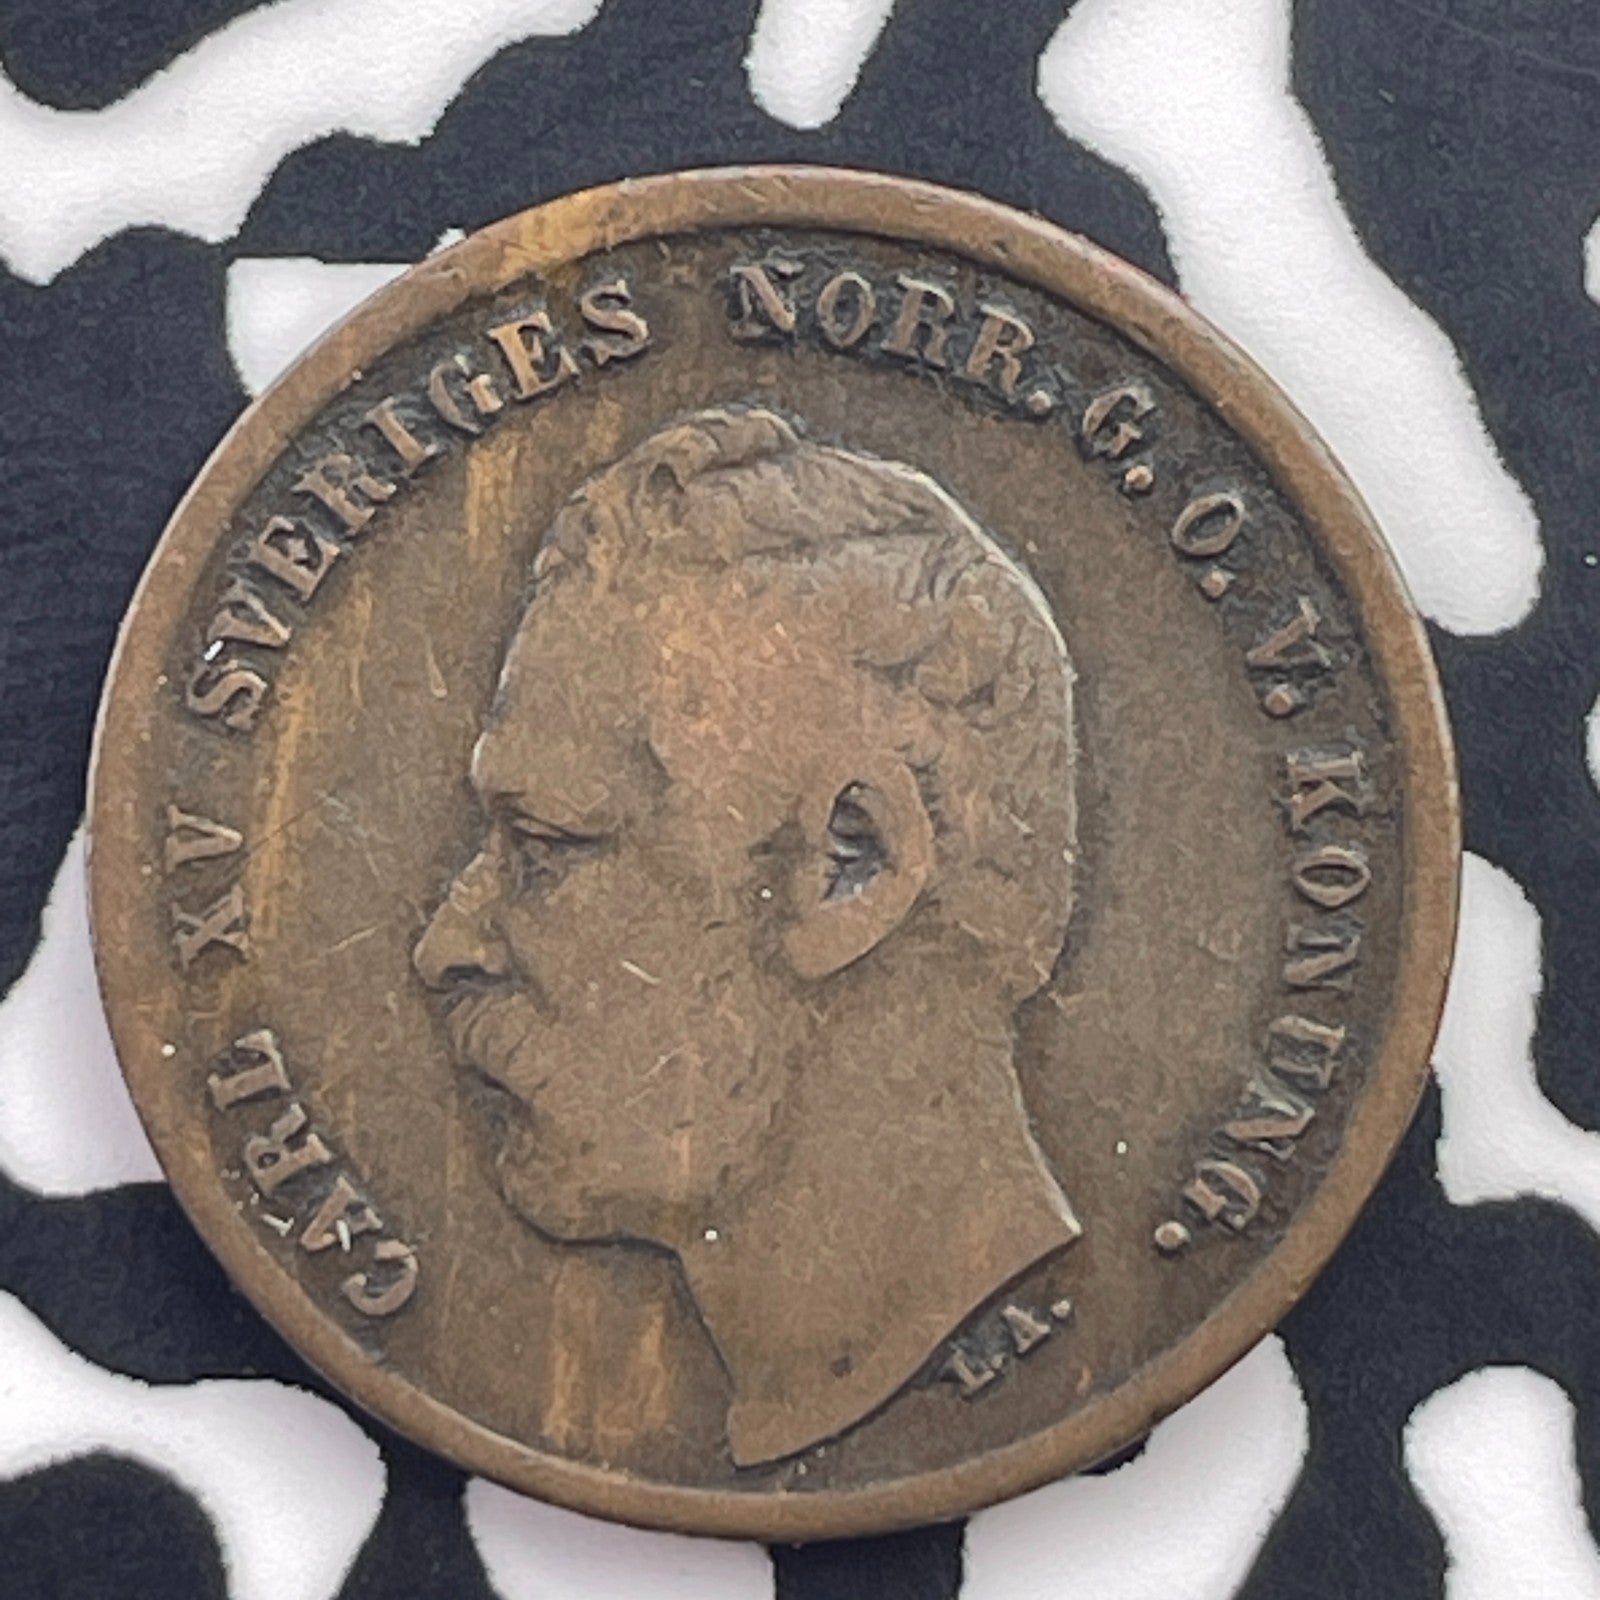 CARL XV SVERIGES NORR. G. O. V. KONUNG.
L.A.